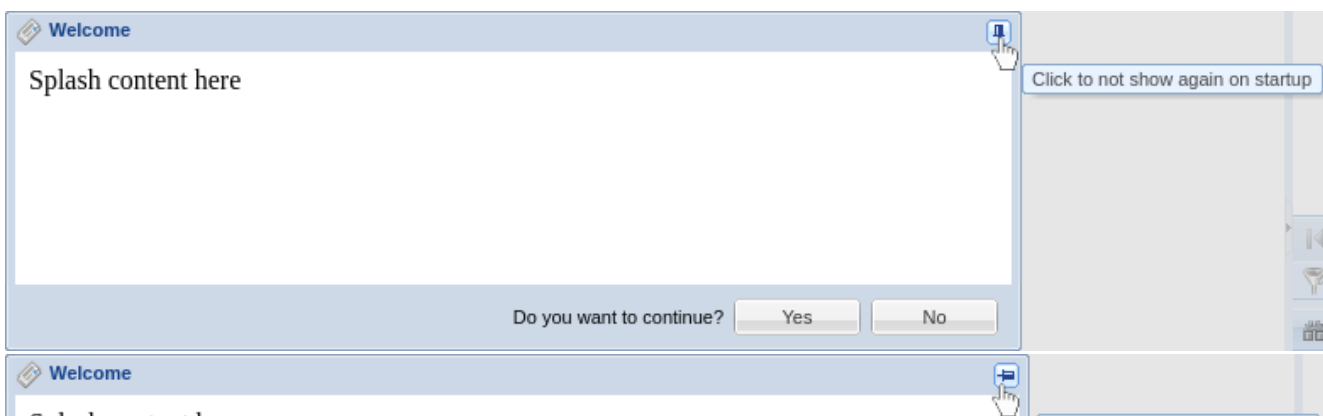 Welcome
Splash content here
Click to not show again on startup
Do you want to continue? Yes No
Welcome